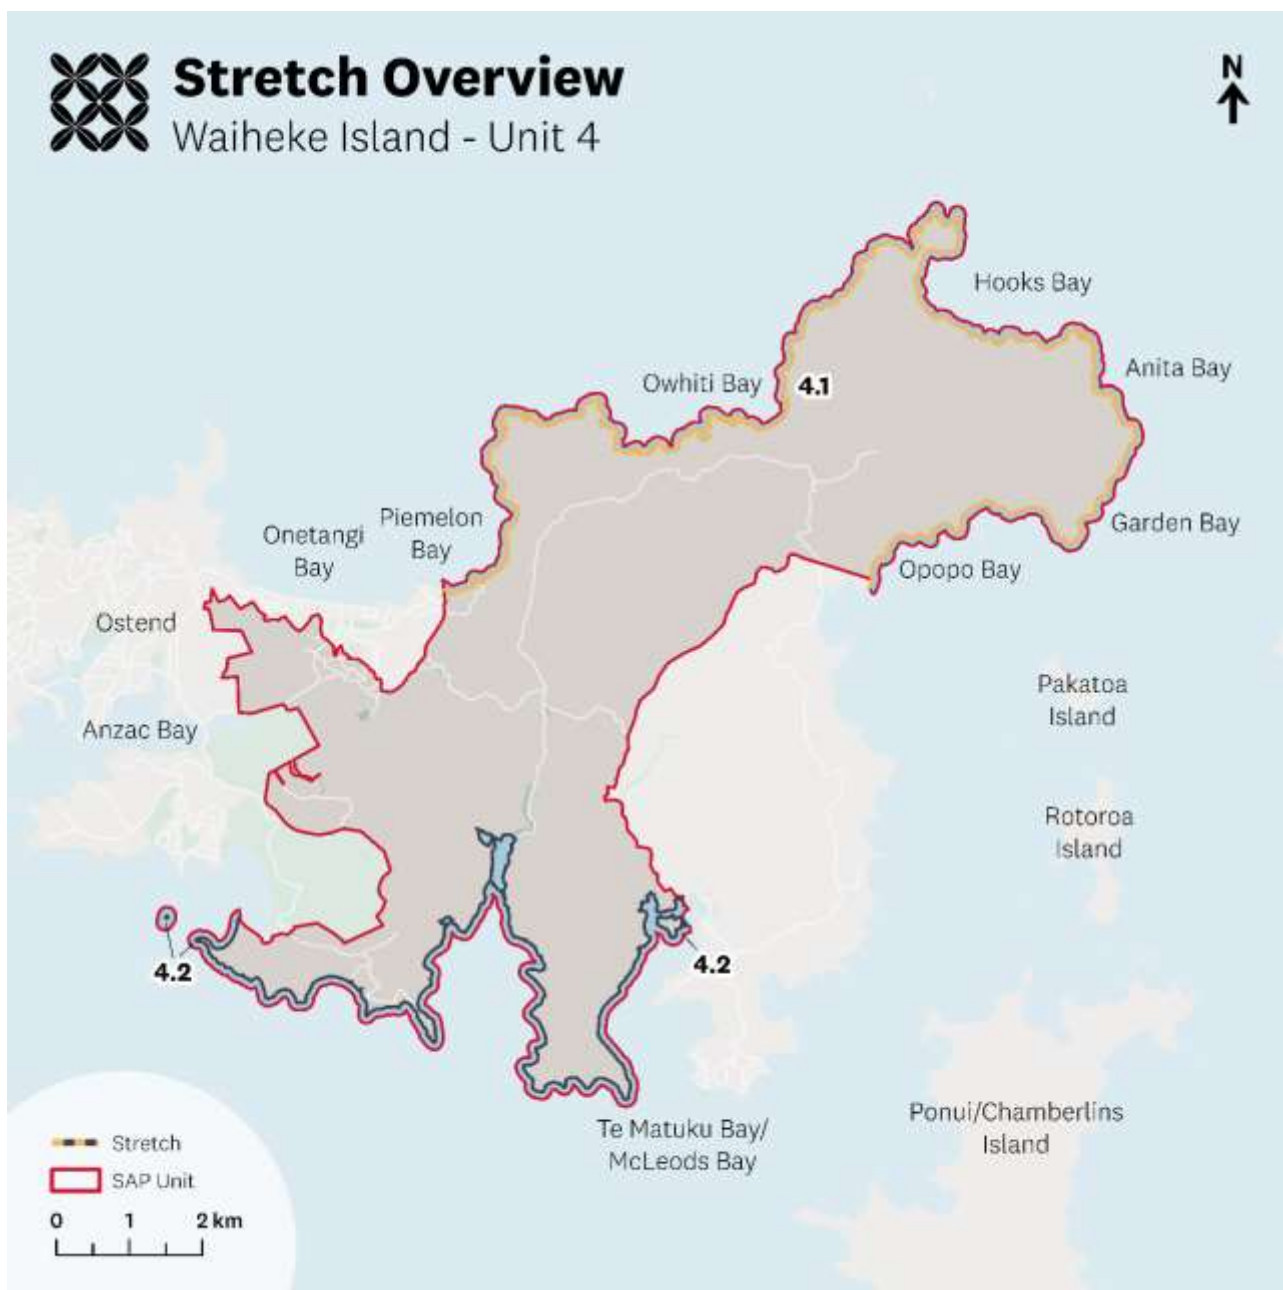 Stretch Overview
Waiheke Island - Unit 4
N
Hooks Bay
Anita Bay
Owhiti Bay
4.1
Piemelon
Bay
Onetangi
Bay
Garden Bay
Opopo Bay
Ostend
Pakatoa
Island
Anzac Bay
Rotoroa
Island
4.2
4.2
Ponui/Chamberlins
Island
Te Matuku Bay/
McLeods Bay
Stretch
SAP Unit
0 1 2 km